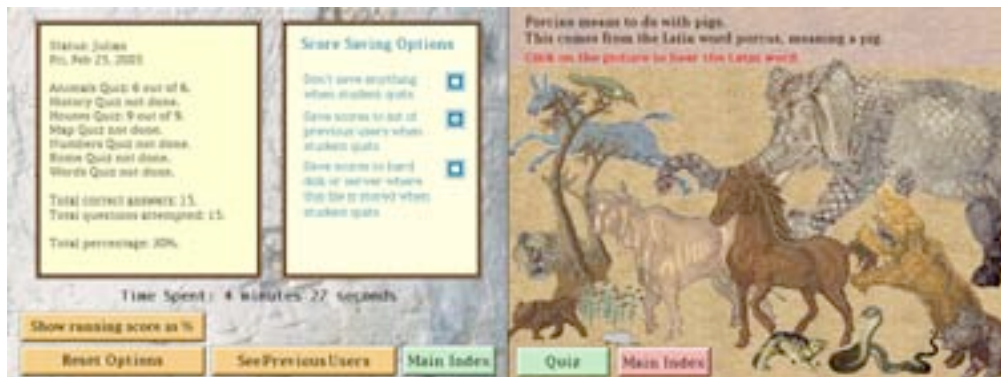 Status: Julian
Fri, Feb 25, 2005
Animals Quiz: 6 out of 6.
History Quiz not done.
Houses Quiz: 9 out of 9.
Map Quiz not done.
Numbers Quiz not done.
Rome Quiz not done.
Words Quiz not done.
Total correct answers: 15.
Total questions attempted: 15.
Total percentage: 30%.
Score Saving Options
Don't save anything
when student quits
Save scores to list of
previous users when
student quits
Save scores to hard
disk or server where
this file is stored when
student quits
Time Spent: 4 minutes 27 seconds
Show running score as %
Reset Options
See Previous Users
Main Index
Porcine means to do with pigs.
This comes from the Latin word porcus, meaning a pig.
Click on the picture to hear the Latin word
Quiz
Main Index